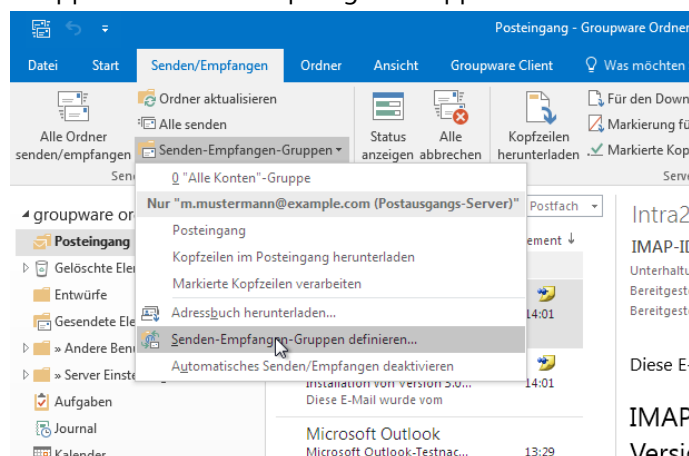 Posteingang - Groupware Ordner
Datei Start Senden/Empfangen Ordner Ansicht Groupware Client Was möchten
Ordner aktualisieren
Alle senden
Senden-Empfangen-Gruppen
Alle Ordner
senden/empfangen
Status
anzeigen
Alle
abbrechen
Kopfzeilen
herunterladen
Für den Down
Markierung fü
Markierte Kop
0 "Alle Konten"-Gruppe
Nur "m.mustermann@example.com (Postausgangs-Server)"
Posteingang
Kopfzeilen im Posteingang herunterladen
Markierte Kopfzeilen verarbeiten
Adressbuch herunterladen...
Senden-Empfangen-Gruppen definieren...
Automatisches Senden/Empfangen deaktivieren
groupware or
Posteingang
Gelöschte Ele
Entwürfe
Gesendete Ele
» Andere Ben
» Server Einste
Aufgaben
Journal
Kalender
Postfach
ement
14:01
14:01
Installation von Version 5.0...
Diese E-Mail wurde vom
Microsoft Outlook
Microsoft Outlook-Testnac... 13:29
Intra2
IMAP-ID
Unterhaltu
Bereitgest
Bereitgest
Diese E-
IMAP
Versi